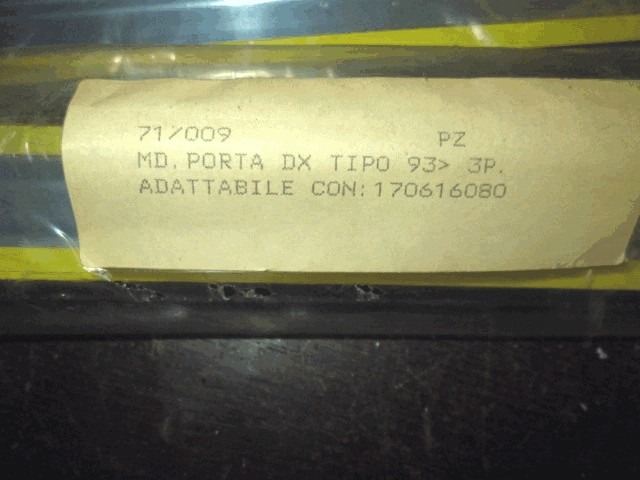 71/009 PZ
MD.PORTA DX TIPO 93> 3P.
ADATTABILE CON:170616080